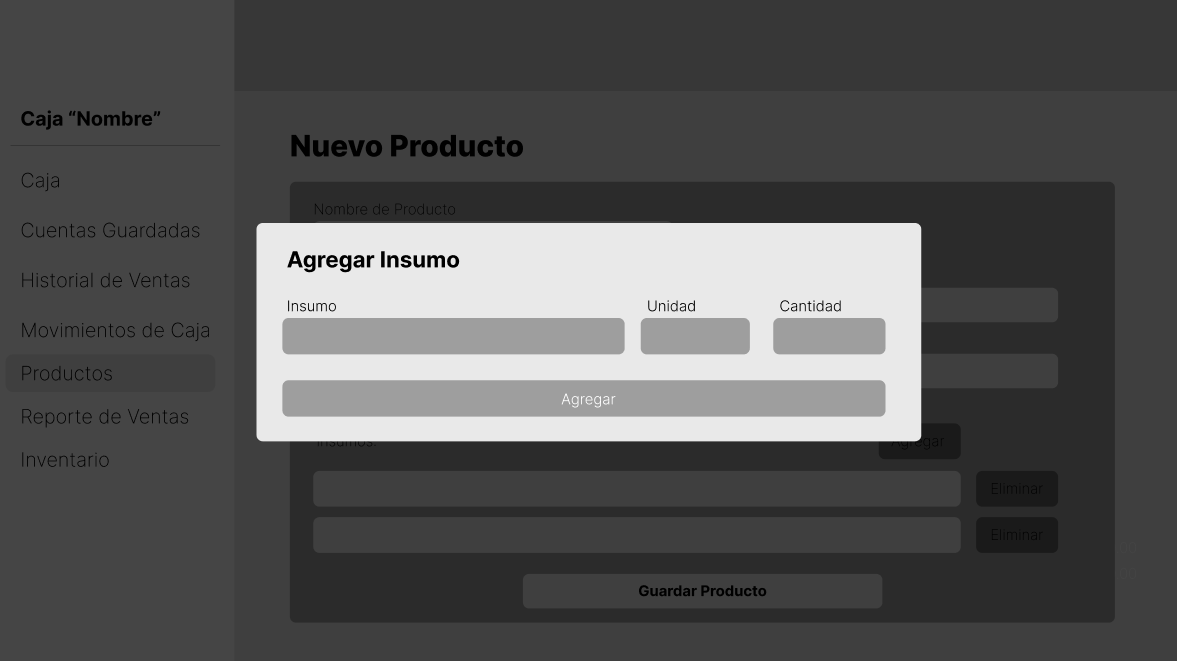 Caja “Nombre”
Caja
Cuentas Guardadas
Historial de Ventas
Movimientos de Caja
Productos
Reporte de Ventas
Inventario
Nuevo Producto
Nombre de Producto
Agregar Insumo
Insumo
Unidad
Cantidad
Agregar
Insumos:
Agregar
Eliminar
Eliminar
Guardar Producto